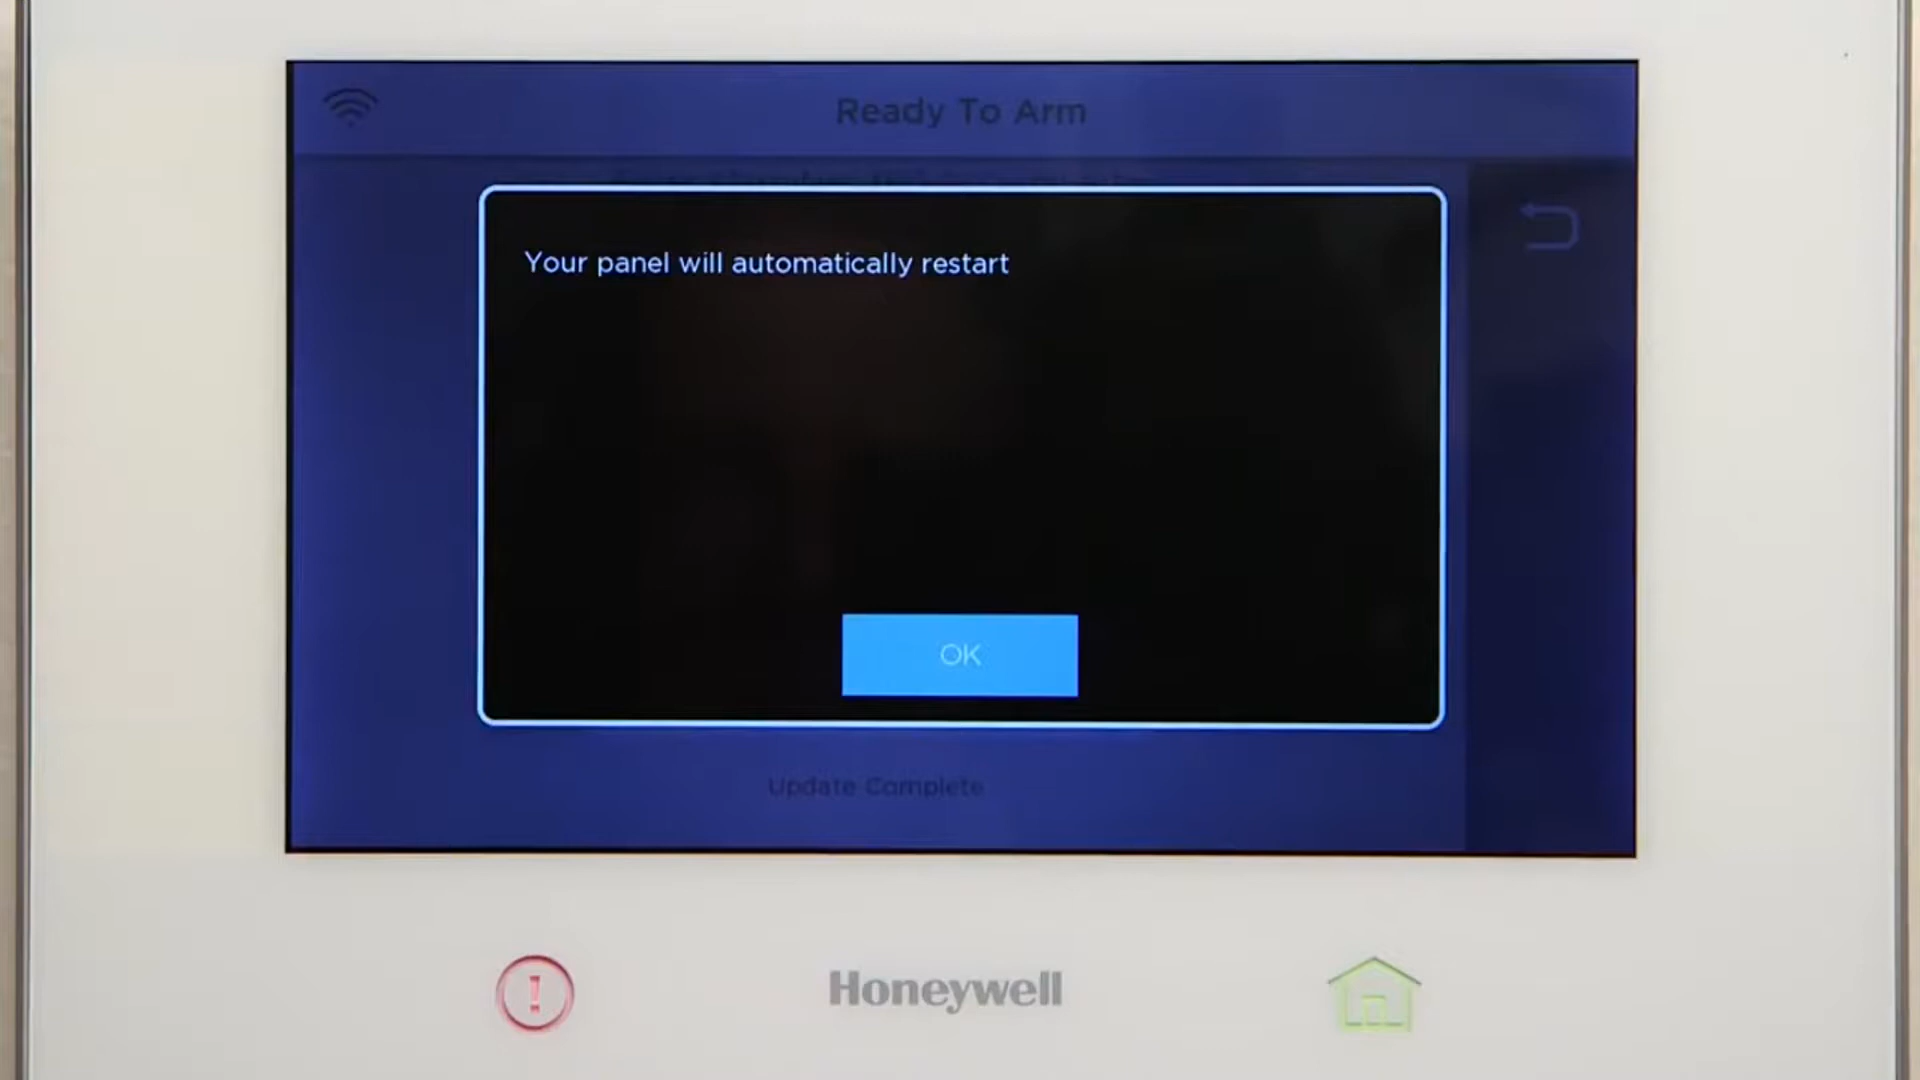 Ready To Arm
Your panel will automatically restart
OK
Update Complete
Honeywell